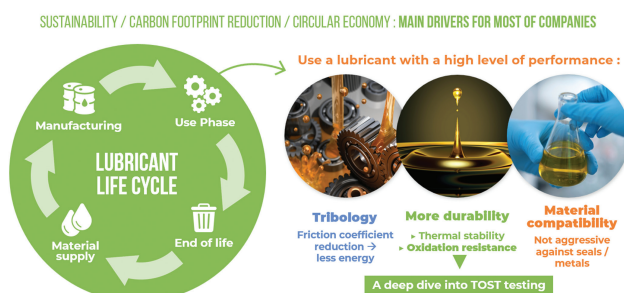 SUSTAINABILITY / CARBON FOOTPRINT REDUCTION / CIRCULAR ECONOMY : MAIN DRIVERS FOR MOST OF COMPANIES
Manufacturing
Use Phase
LUBRICANT
LIFE CYCLE
Material
supply
End of life
Use a lubricant with a high level of performance :
Tribology
Friction coefficient
reduction →
less energy
More durability
▸ Thermal stability
▸ Oxidation resistance
Material
compatibility
Not aggressive
against seals /
metals
A deep dive into TOST testing